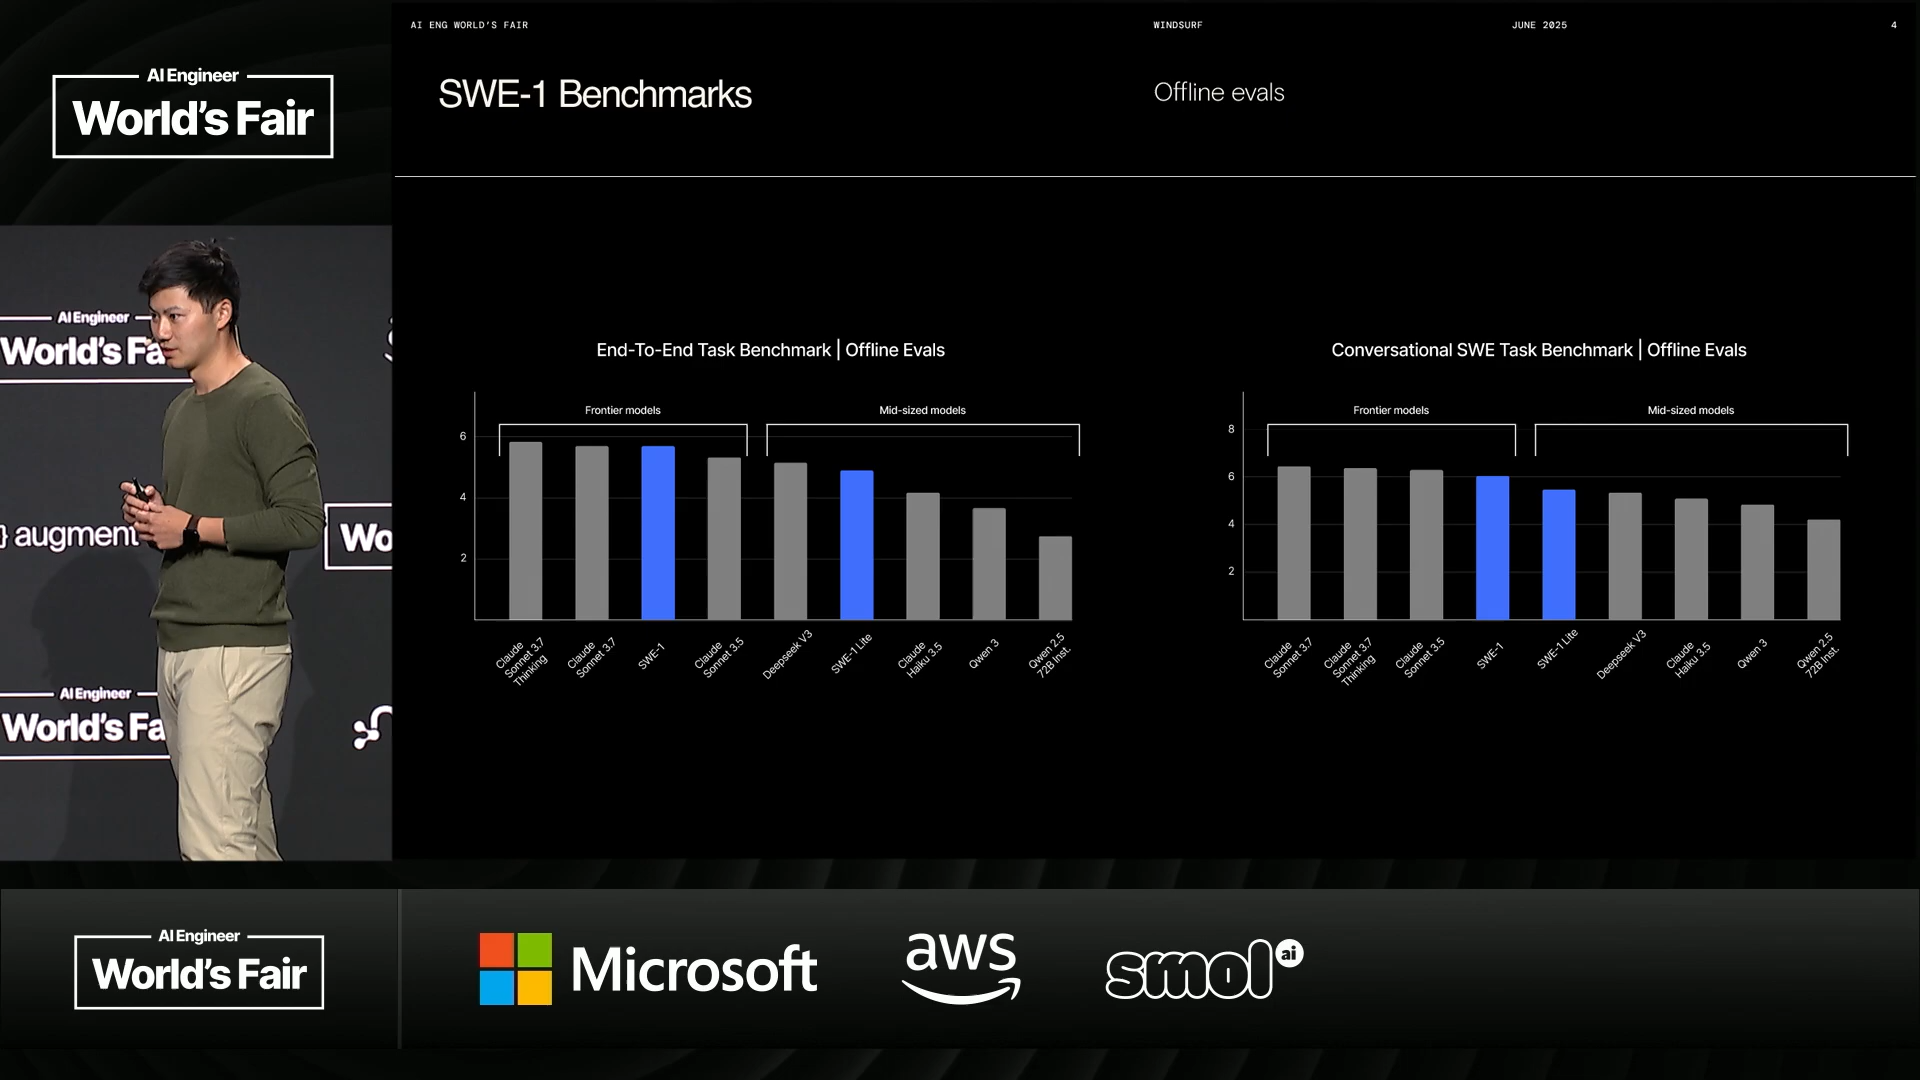 AI ENG WORLD'S FAIR
WINDSURF
JUNE 2025
4
AI Engineer
World's Fair
SWE-1 Benchmarks
Offline evals
AI Engineer
World's Fa
} augment
Wo
AI Engineer
World's Fa
End-To-End Task Benchmark | Offline Evals
Frontier models
Mid-sized models
6
4
2
Claude
Sonnet 3.7
Thinking
Claude
Sonnet 3.7
SWE-1
Claude
Sonnet 3.5
Deepseek V3
SWE-1 Lite
Claude
Haiku 3.5
Qwen 3
Qwen 2.5
72B Inst.
Conversational SWE Task Benchmark | Offline Evals
Frontier models
Mid-sized models
8
6
4
2
Claude
Sonnet 3.7
Claude
Sonnet 3.7
Thinking
Claude
Sonnet 3.5
SWE-1
SWE-1 Lite
Deepseek V3
Claude
Haiku 3.5
Qwen 3
Qwen 2.5
72B Inst.
AI Engineer
World's Fair
Microsoft
aws
smol ai